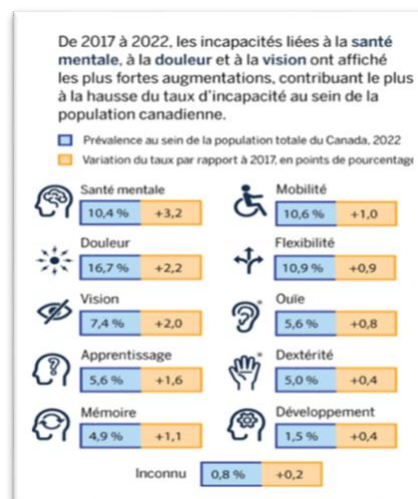 De 2017 à 2022, les incapacités liées à la santé
mentale, à la douleur et à la vision ont affiché
les plus fortes augmentations, contribuant le plus
à la hausse du taux d'incapacité au sein de la
population canadienne.
Prévalence au sein de la population totale du Canada, 2022
Variation du taux par rapport à 2017, en points de pourcentage
Santé mentale
10,4 % +3,2
Mobilité
10,6 % +1,0
Douleur
16,7 % +2,2
Flexibilité
10,9 % +0,9
Vision
7,4 % +2,0
Ouïe
5,6 % +0,8
Apprentissage
5,6 % +1,6
Dextérité
5,0 % +0,4
Mémoire
4,9 % +1,1
Développement
1,5 % +0,4
Inconnu 0,8 % +0,2